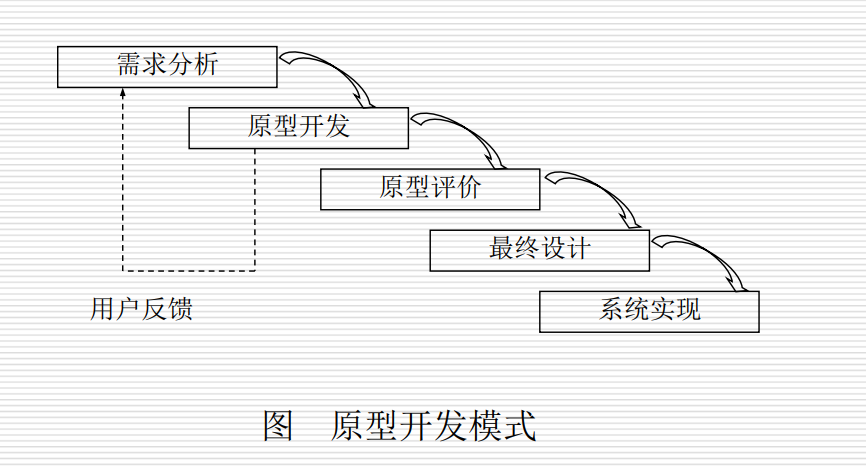 需求分析
原型开发
原型评价
最终设计
系统实现
用户反馈
图 原型开发模式